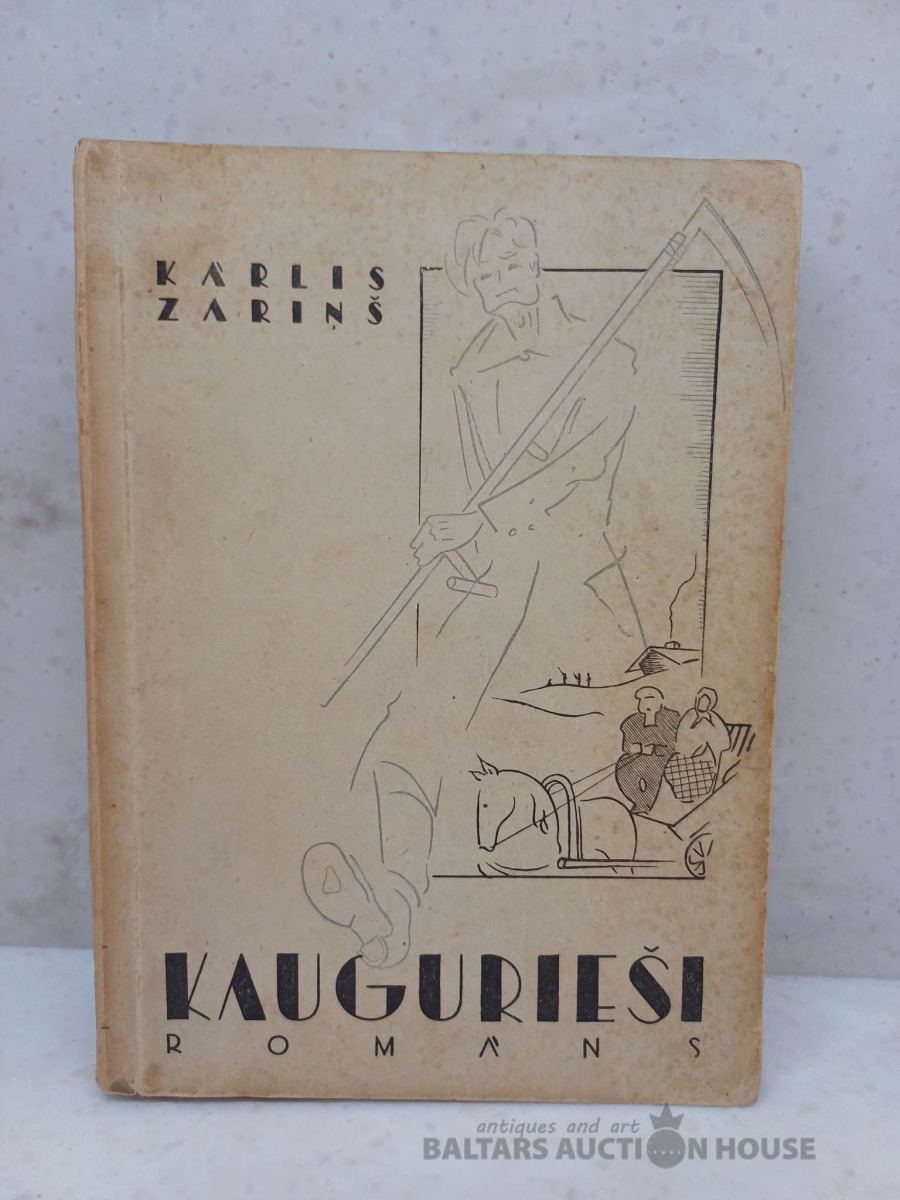 KĀRLIS
ZARIŅŠ
KAUGURIEŠI
ROMĀNS
antiques and art
BALTARS AUCTION HOUSE